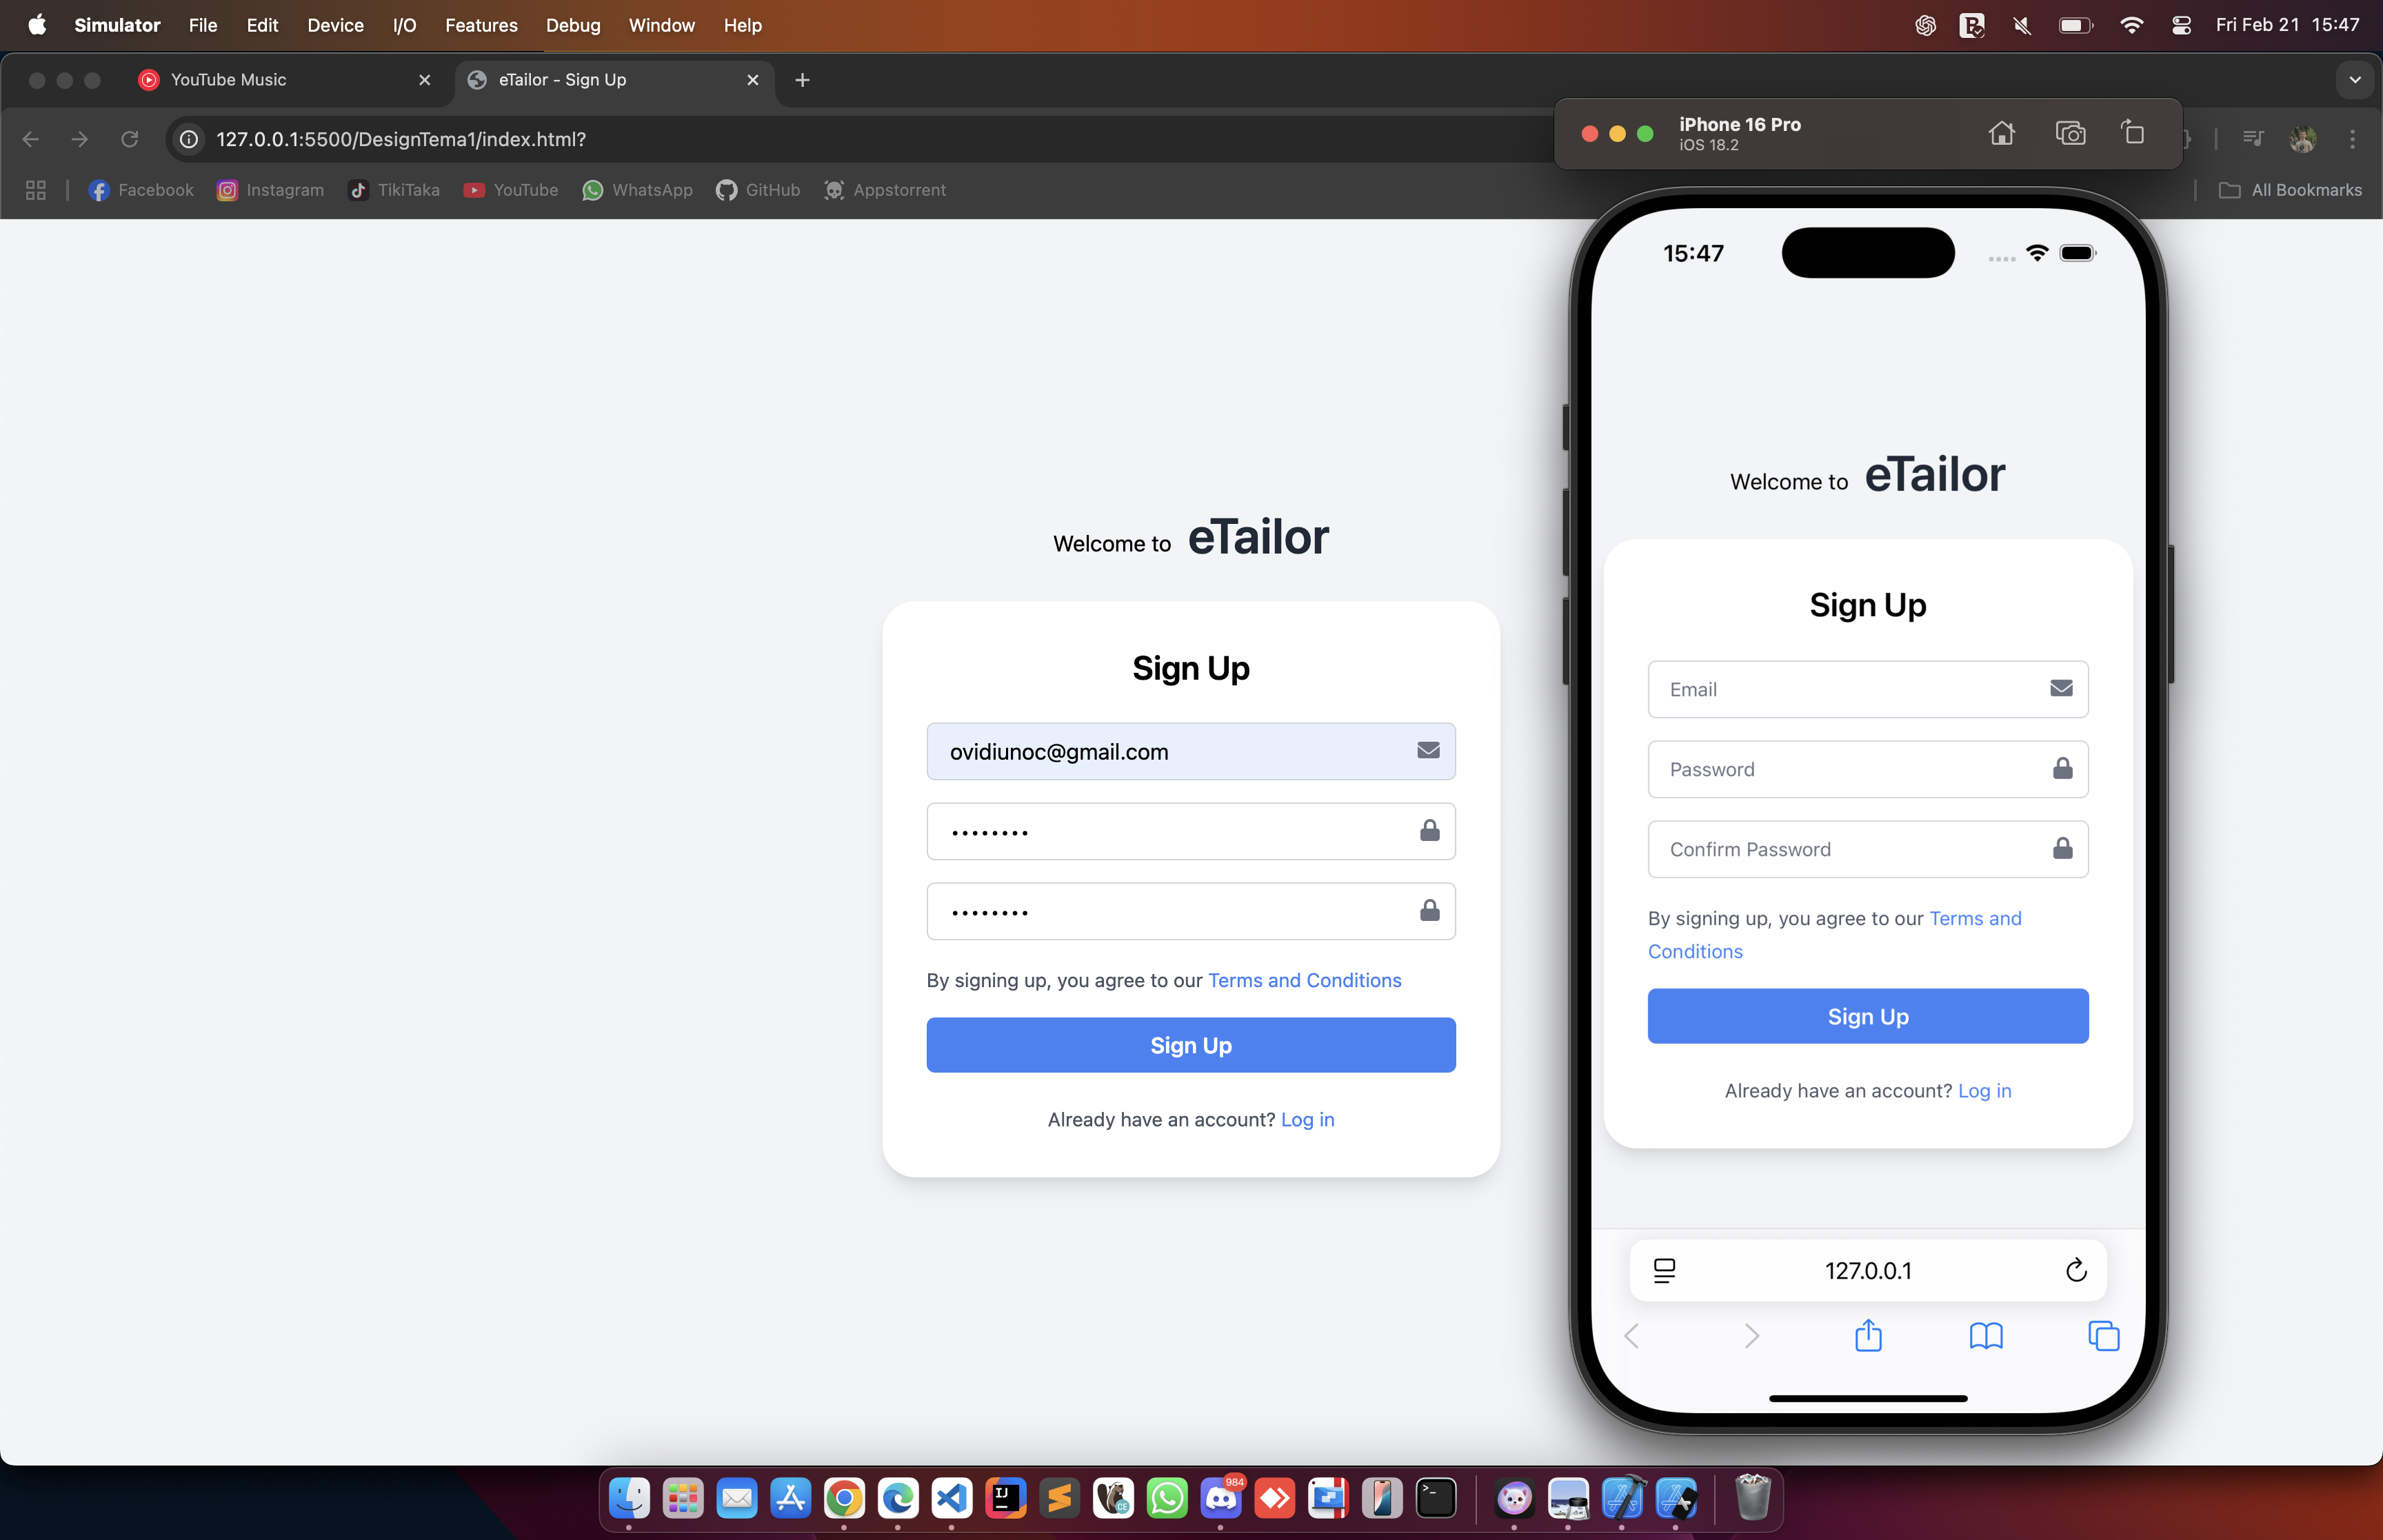 Simulator File Edit Device I/O Features Debug Window Help Fri Feb 21 15:47
YouTube Music eTailor - Sign Up
127.0.0.1:5500/DesignTema1/index.html?
Facebook Instagram TikiTaka YouTube WhatsApp GitHub Appstorrent All Bookmarks
iPhone 16 Pro
iOS 18.2
Welcome to eTailor
Sign Up
ovidiunoc@gmail.com
••••••••
••••••••
By signing up, you agree to our Terms and Conditions
Sign Up
Already have an account? Log in
15:47
Welcome to eTailor
Sign Up
Email
Password
Confirm Password
By signing up, you agree to our Terms and
Conditions
Sign Up
Already have an account? Log in
127.0.0.1
IJ
CE
984
>_